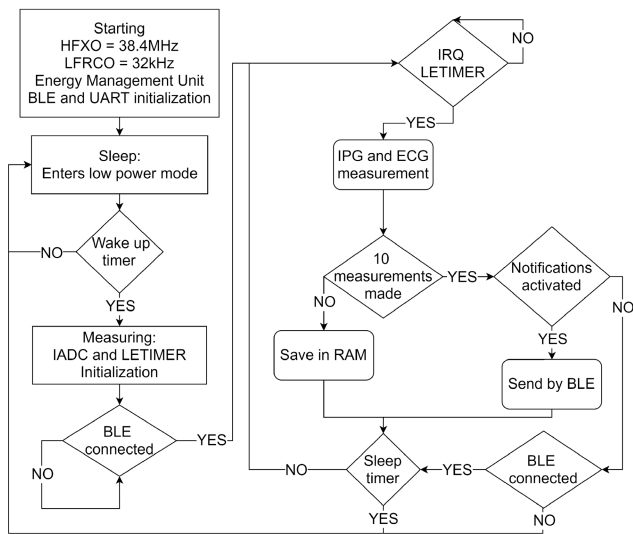 Starting
HFXO = 38.4MHz
LFRCO = 32kHz
Energy Management Unit
BLE and UART initialization
Sleep:
Enters low power mode
Wake up
timer
NO
YES
Measuring:
IADC and LETIMER
Initialization
BLE
connected
YES
NO
IRQ
LETIMER
NO
YES
IPG and ECG
measurement
10
measurements
made
YES
NO
Notifications
activated
NO
YES
Save in RAM
Send by BLE
Sleep
timer
NO
YES
BLE
connected
YES
NO